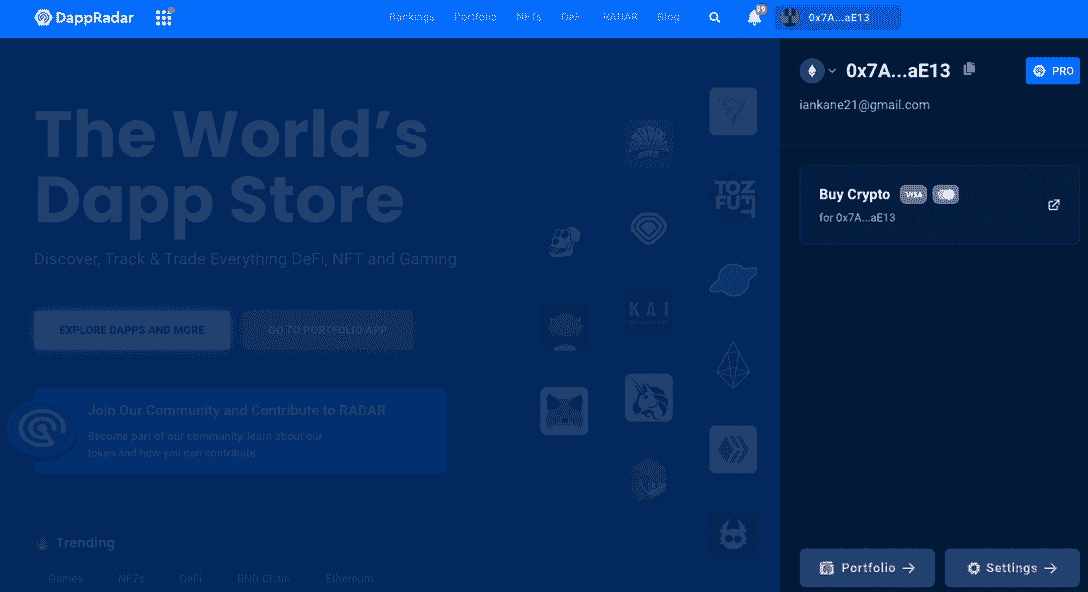 DappRadar
Rankings Portfolio NFTs DeFi RADAR Blog 99 0x7A...aE13
0x7A...aE13 PRO
iankane21@gmail.com
The World's
Dapp Store
Discover, Track & Trade Everything DeFi, NFT and Gaming
EXPLORE DAPPS AND MORE GO TO PORTFOLIO APP
Join Our Community and Contribute to RADAR
Become part of our community, learn about our
token and how you can contribute.
Trending
Games NFTs DeFi BNB Chain Ethereum
TOZ
FUT
KAI
Buy Crypto VISA
for 0x7A...aE13
Portfolio → Settings →